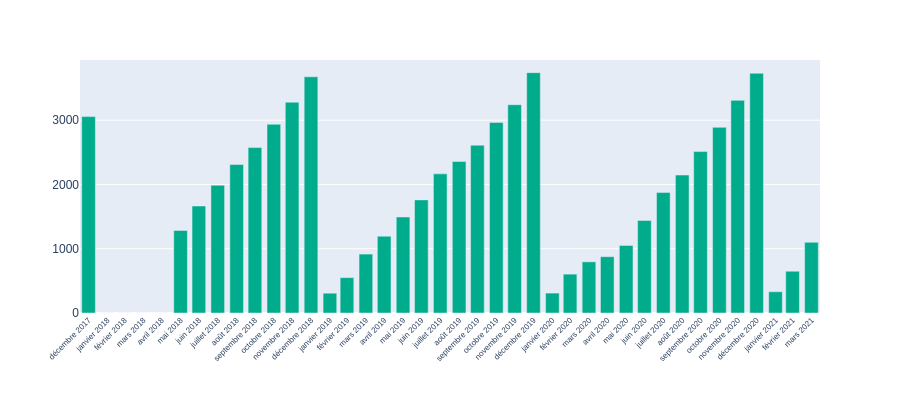 3000
2000
1000
0
décembre 2017
janvier 2018
février 2018
mars 2018
avril 2018
mai 2018
juin 2018
juillet 2018
août 2018
septembre 2018
octobre 2018
novembre 2018
décembre 2018
janvier 2019
février 2019
mars 2019
avril 2019
mai 2019
juin 2019
juillet 2019
août 2019
septembre 2019
octobre 2019
novembre 2019
décembre 2019
janvier 2020
février 2020
mars 2020
avril 2020
mai 2020
juin 2020
juillet 2020
août 2020
septembre 2020
octobre 2020
novembre 2020
décembre 2020
janvier 2021
février 2021
mars 2021